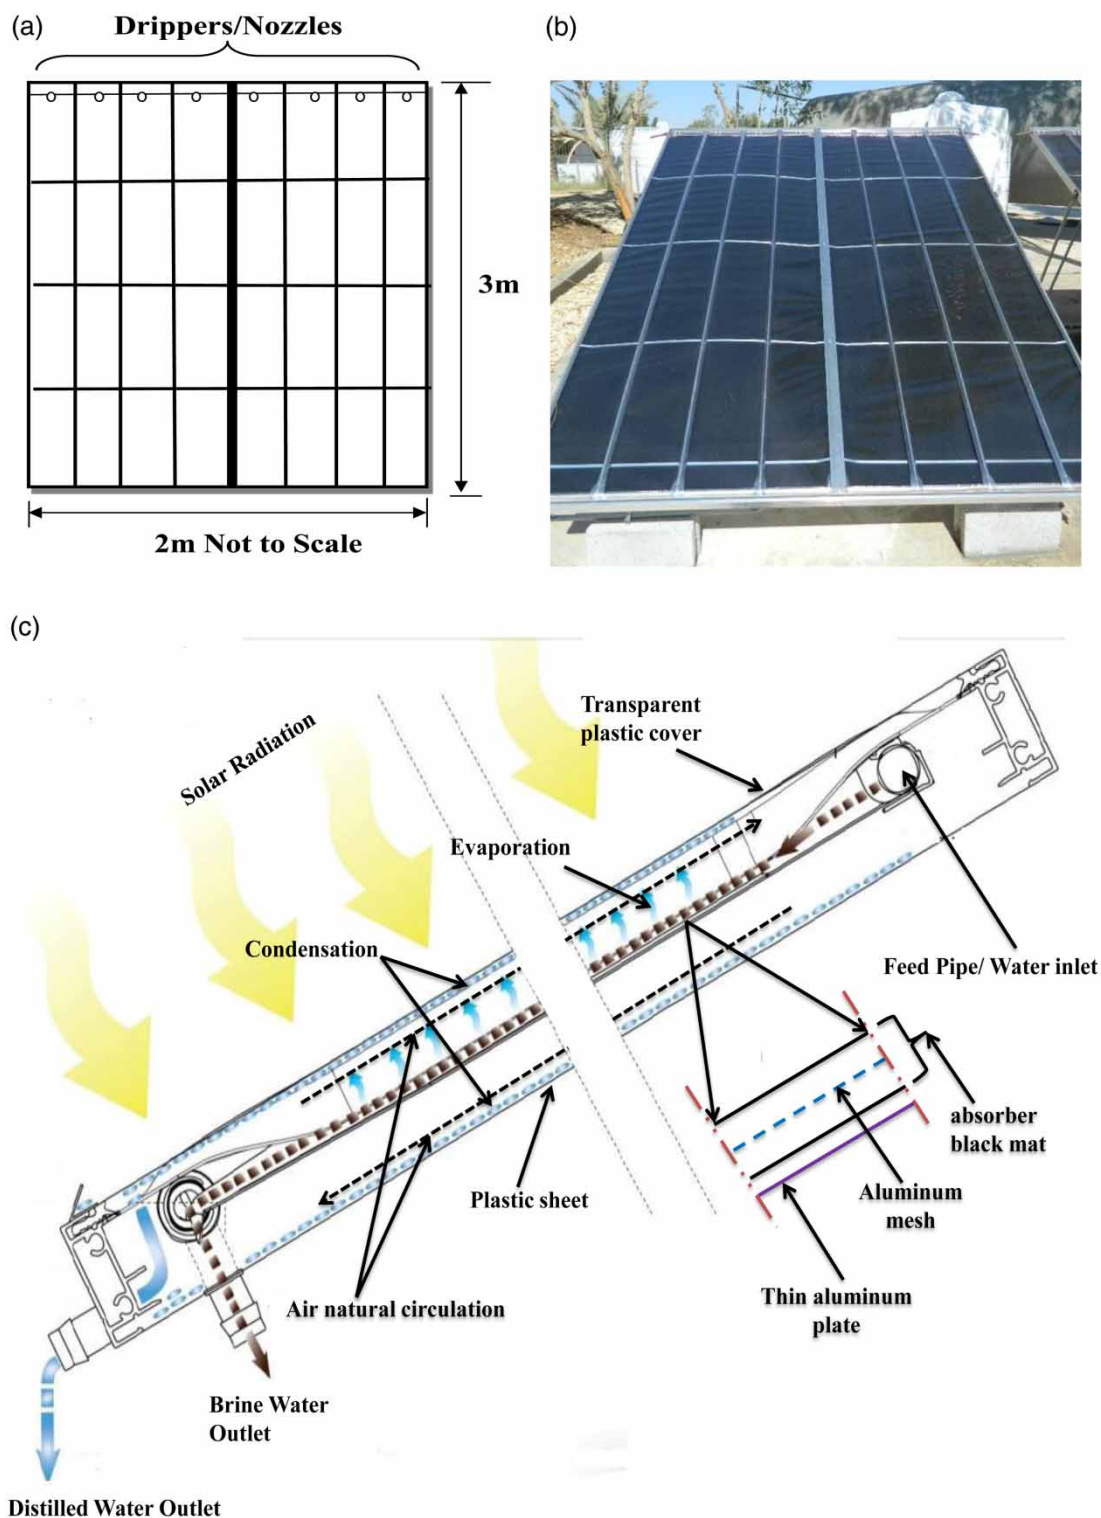 (a)
Drippers/Nozzles
3m
2m Not to Scale
(b)
(c)
Solar Radiation
Transparent
plastic cover
Evaporation
Condensation
Feed Pipe/ Water inlet
absorber
black mat
Plastic sheet
Aluminum
mesh
Air natural circulation
Thin aluminum
plate
Brine Water
Outlet
Distilled Water Outlet